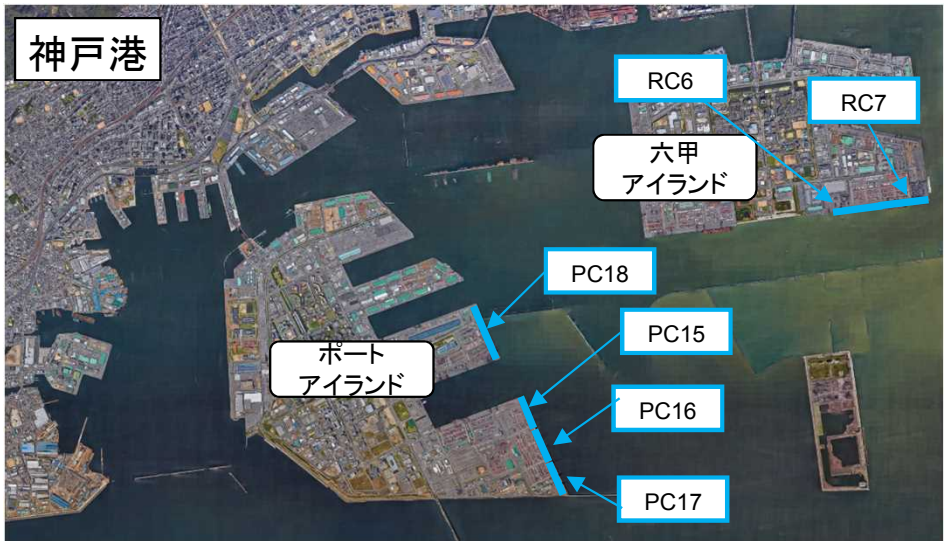 神戸港
RC6
RC7
六甲
アイランド
PC18
PC15
ポート
アイランド
PC16
PC17